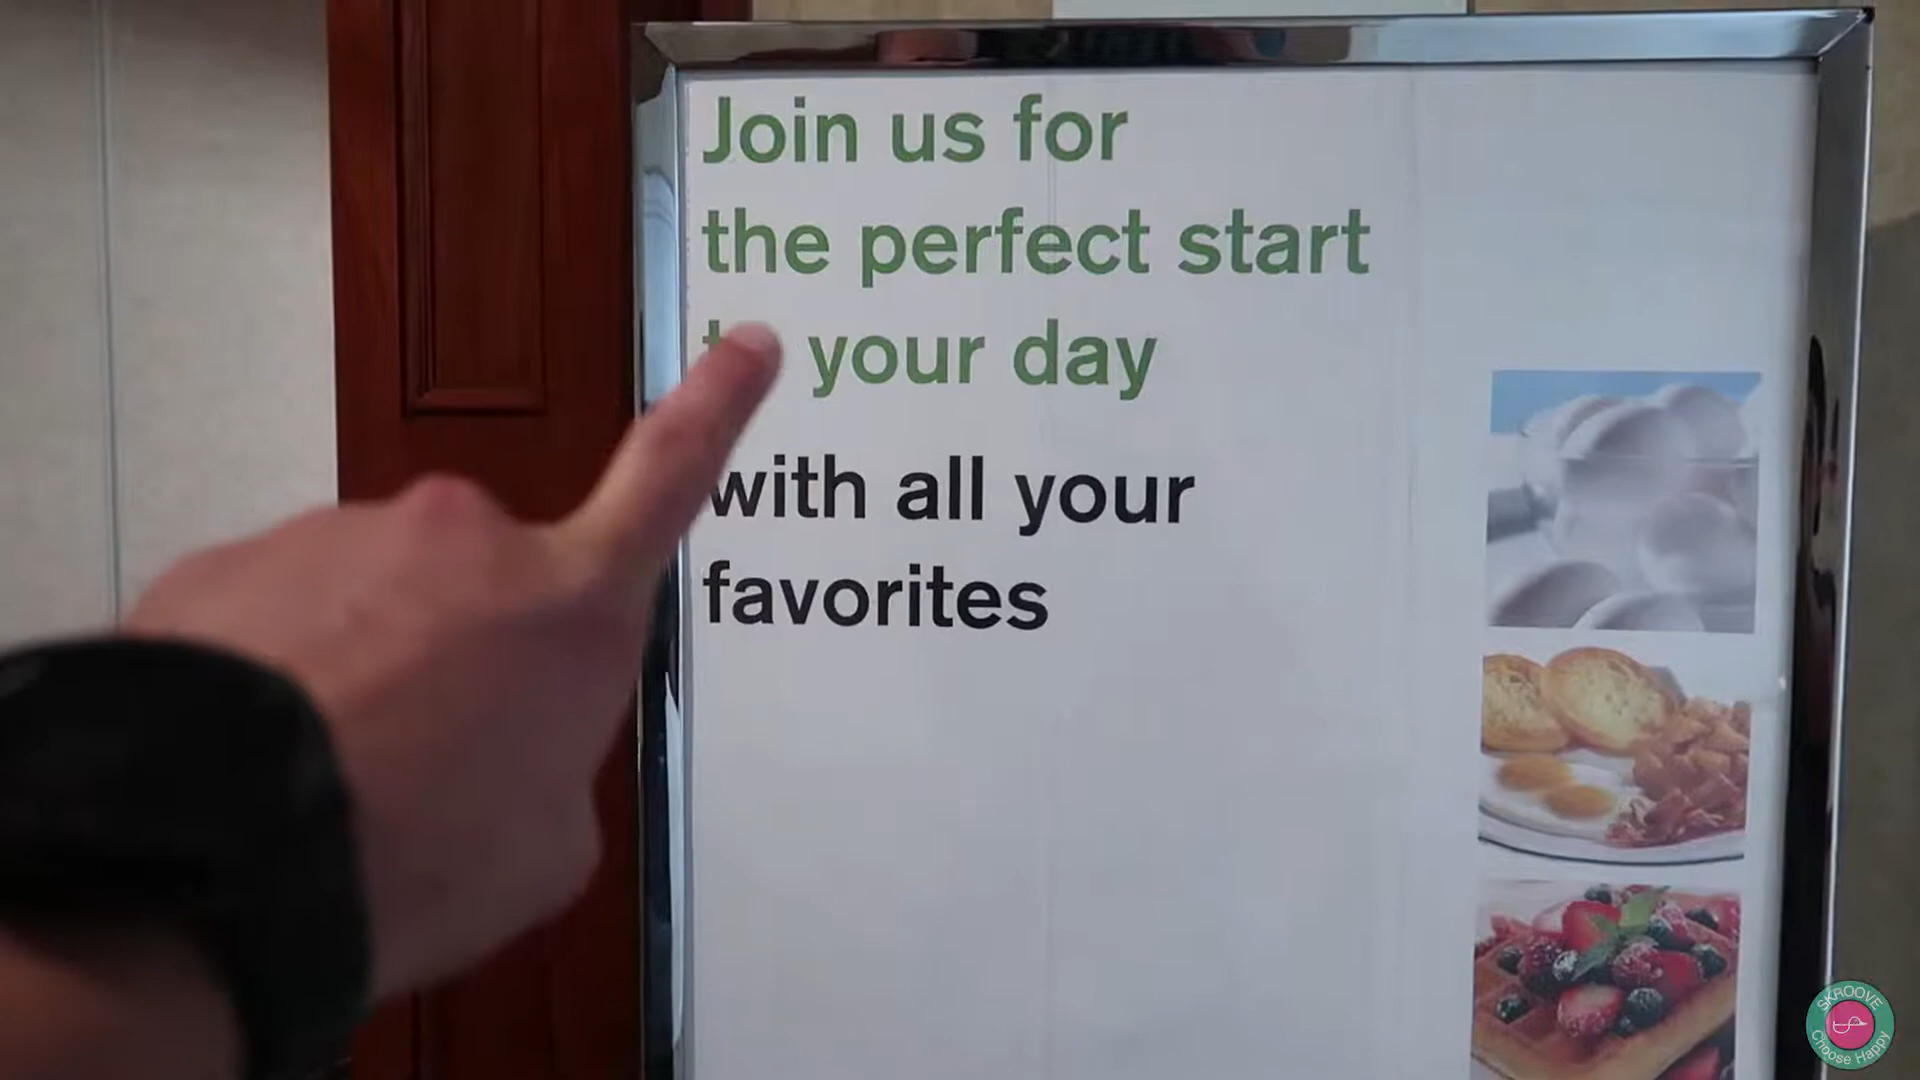 Join us for
the perfect start
to your day
with all your
favorites
SKROOVE
Choose Happy